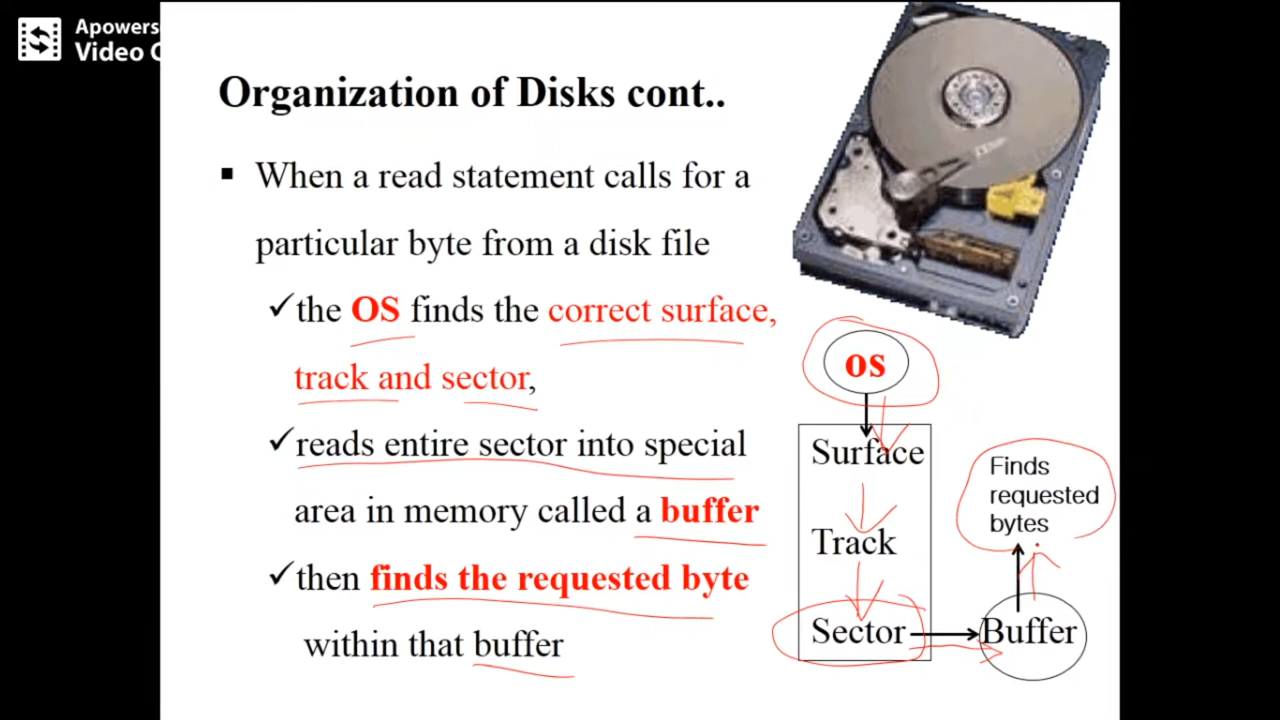 Apowers
Video C
Organization of Disks cont..
▪ When a read statement calls for a
particular byte from a disk file
✓the OS finds the correct surface,
track and sector,
✓reads entire sector into special
area in memory called a buffer
✓then finds the requested byte
within that buffer
os
Surface
Track
Sector
Buffer
Finds
requested
bytes